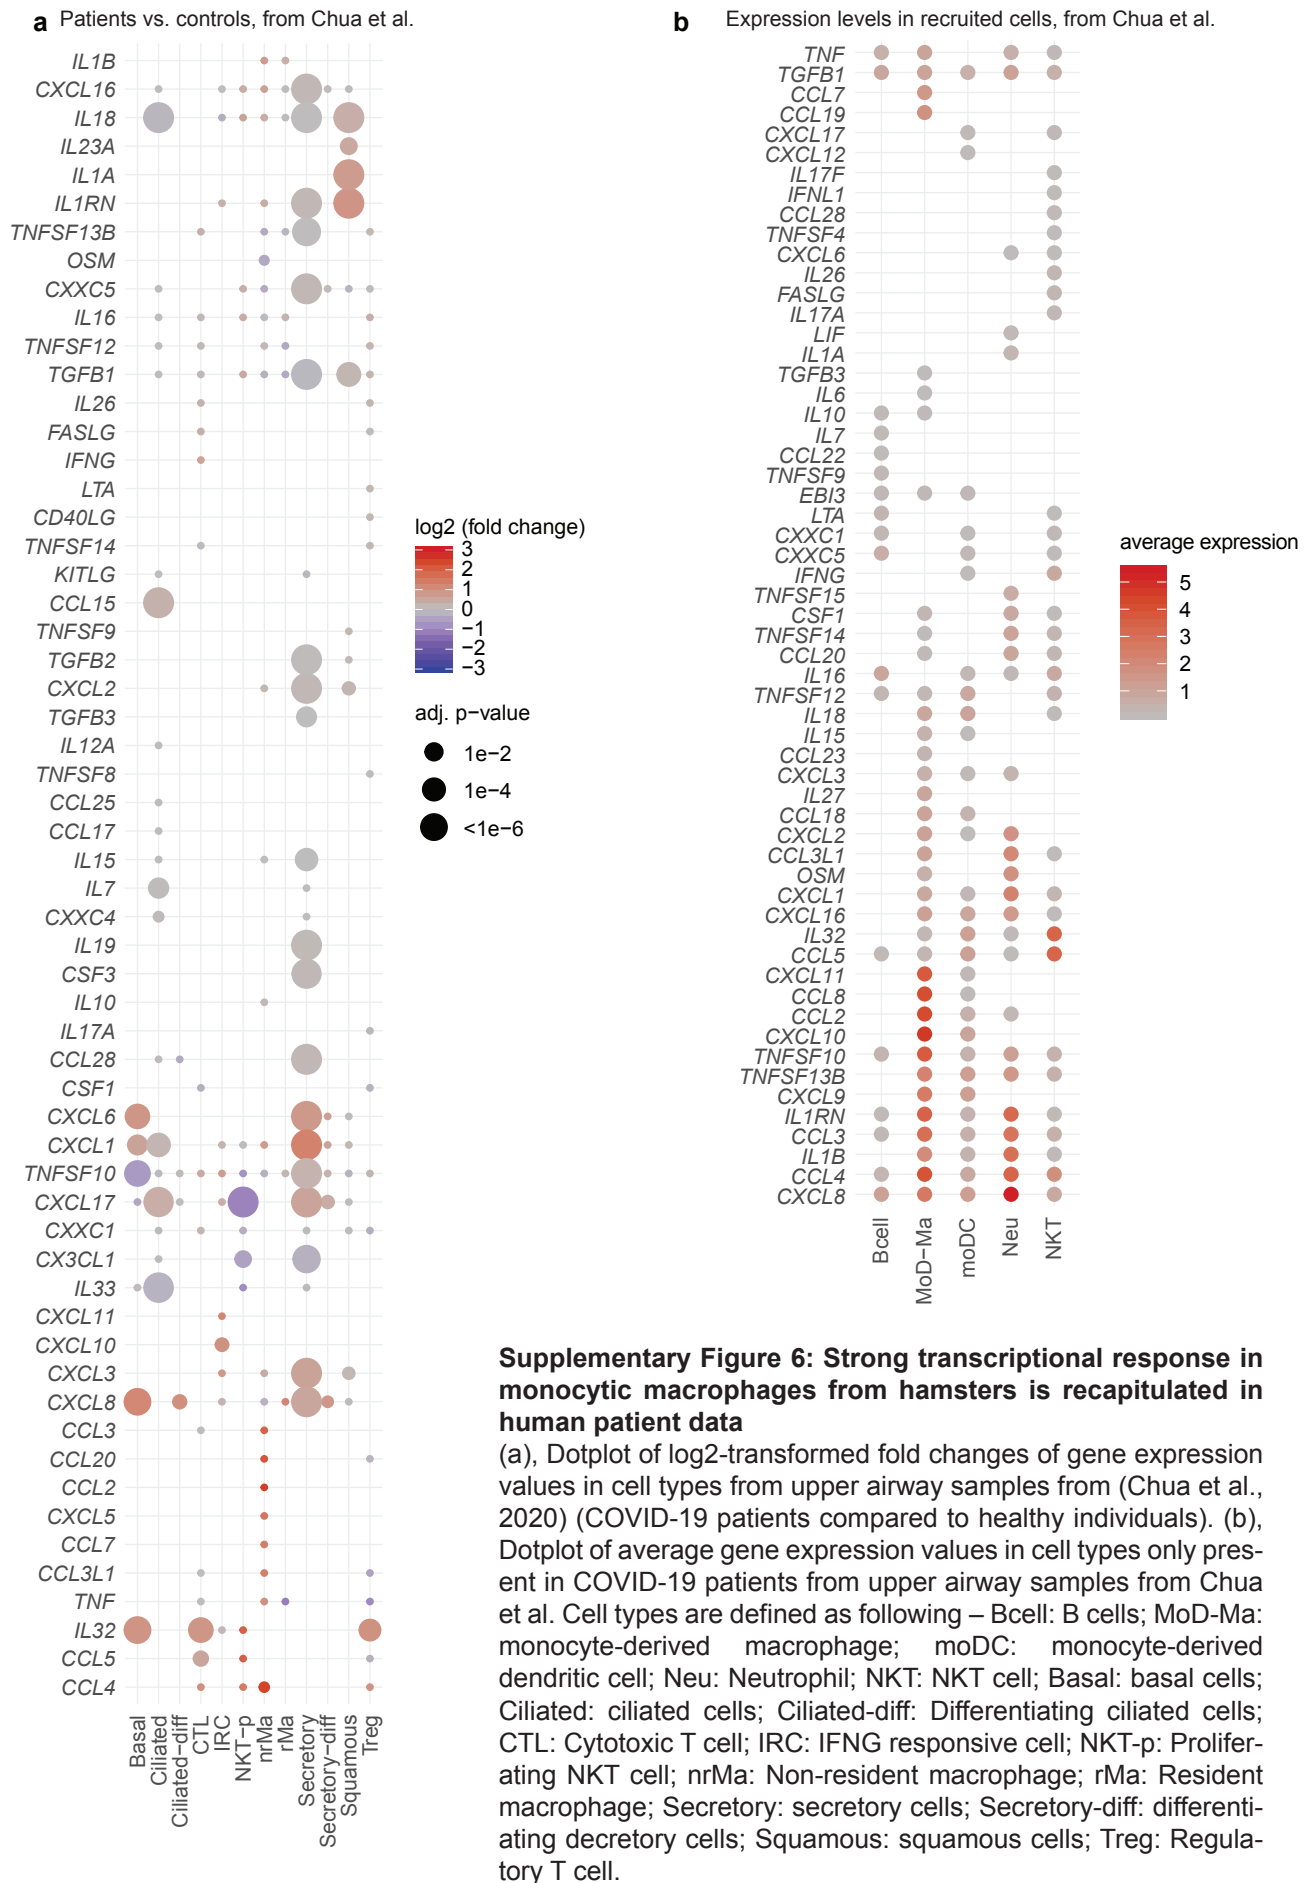 a Patients vs. controls, from Chua et al.
IL1B
CXCL16
IL18
IL23A
IL1A
IL1RN
TNFSF13B
OSM
CXXC5
IL16
TNFSF12
TGFB1
IL26
FASLG
IFNG
LTA
CD40LG
TNFSF14
KITLG
CCL15
TNFSF9
TGFB2
CXCL2
TGFB3
IL12A
TNFSF8
CCL25
CCL17
IL15
IL7
CXXC4
IL19
CSF3
IL10
IL17A
CCL28
CSF1
CXCL6
CXCL1
TNFSF10
CXCL17
CXXC1
CX3CL1
IL33
CXCL11
CXCL10
CXCL3
CXCL8
CCL3
CCL20
CCL2
CXCL5
CCL7
CCL3L1
TNF
IL32
CCL5
CCL4
Basal
Ciliated
Ciliated-diff
CTL
IRC
NKT-p
nrMa
rMa
Secretory
Secretory-diff
Squamous
Treg
log2 (fold change)
3
2
1
0
−1
−2
−3
adj. p−value
1e−2
1e−4
<1e−6
b Expression levels in recruited cells, from Chua et al.
TNF
TGFB1
CCL7
CCL19
CXCL17
CXCL12
IL17F
IFNL1
CCL28
TNFSF4
CXCL6
IL26
FASLG
IL17A
LIF
IL1A
TGFB3
IL6
IL10
IL7
CCL22
TNFSF9
EBI3
LTA
CXXC1
CXXC5
IFNG
TNFSF15
CSF1
TNFSF14
CCL20
IL16
TNFSF12
IL18
IL15
CCL23
CXCL3
IL27
CCL18
CXCL2
CCL3L1
OSM
CXCL1
CXCL16
IL32
CCL5
CXCL11
CCL8
CCL2
CXCL10
TNFSF10
TNFSF13B
CXCL9
IL1RN
CCL3
IL1B
CCL4
CXCL8
Bcell
MoD−Ma
moDC
Neu
NKT
average expression
5
4
3
2
1
Supplementary Figure 6: Strong transcriptional response in
monocytic macrophages from hamsters is recapitulated in
human patient data
(a), Dotplot of log2-transformed fold changes of gene expression
values in cell types from upper airway samples from (Chua et al.,
2020) (COVID-19 patients compared to healthy individuals). (b),
Dotplot of average gene expression values in cell types only pres-
ent in COVID-19 patients from upper airway samples from Chua
et al. Cell types are defined as following – Bcell: B cells; MoD-Ma:
monocyte-derived macrophage; moDC: monocyte-derived
dendritic cell; Neu: Neutrophil; NKT: NKT cell; Basal: basal cells;
Ciliated: ciliated cells; Ciliated-diff: Differentiating ciliated cells;
CTL: Cytotoxic T cell; IRC: IFNG responsive cell; NKT-p: Prolifer-
ating NKT cell; nrMa: Non-resident macrophage; rMa: Resident
macrophage; Secretory: secretory cells; Secretory-diff: differenti-
ating decretory cells; Squamous: squamous cells; Treg: Regula-
tory T cell.